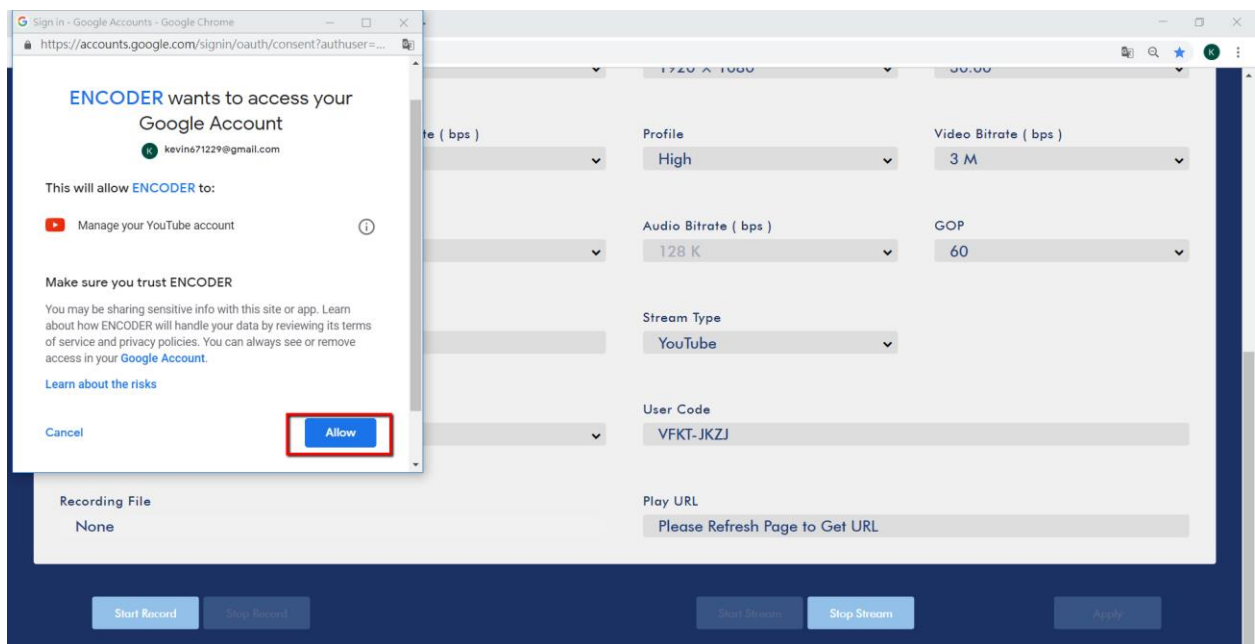 Sign in - Google Accounts - Google Chrome
https://accounts.google.com/signin/oauth/consent?authuser=...
ENCODER wants to access your
Google Account
K kevin671229@gmail.com
This will allow ENCODER to:
Manage your YouTube account
Make sure you trust ENCODER
You may be sharing sensitive info with this site or app. Learn
about how ENCODER will handle your data by reviewing its terms
of service and privacy policies. You can always see or remove
access in your Google Account.
Learn about the risks
Cancel
Allow
K
1920 X 1080
30.00
te ( bps )
Profile
Video Bitrate ( bps )
High
3 M
Audio Bitrate ( bps )
GOP
128 K
60
Stream Type
YouTube
User Code
VFKT-JKZJ
Recording File
Play URL
None
Please Refresh Page to Get URL
Start Record
Stop Record
Start Stream
Stop Stream
Apply